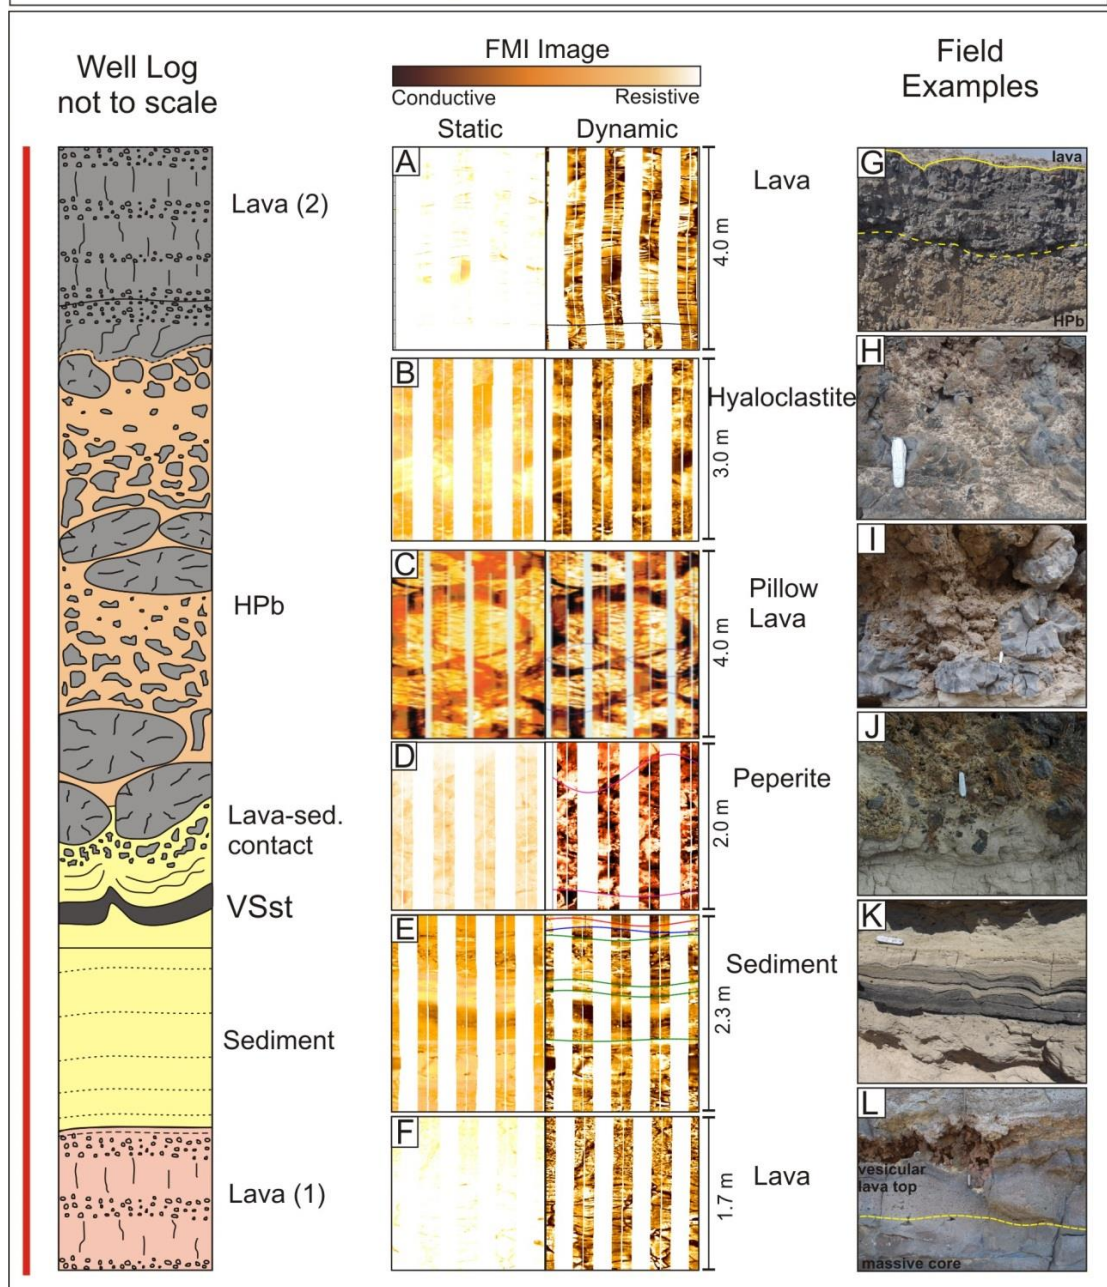 Well Log
not to scale
FMI Image
Conductive
Resistive
Static
Dynamic
Field
Examples
Lava (2)
HPb
Lava-sed.
contact
VSst
Sediment
Lava (1)
A
4.0 m
Lava
B
3.0 m
Hyaloclastite
C
4.0 m
Pillow
Lava
D
2.0 m
Peperite
E
2.3 m
Sediment
F
1.7 m
Lava
G
lava
HPb
H
I
J
K
L
vesicular
lava top
massive core